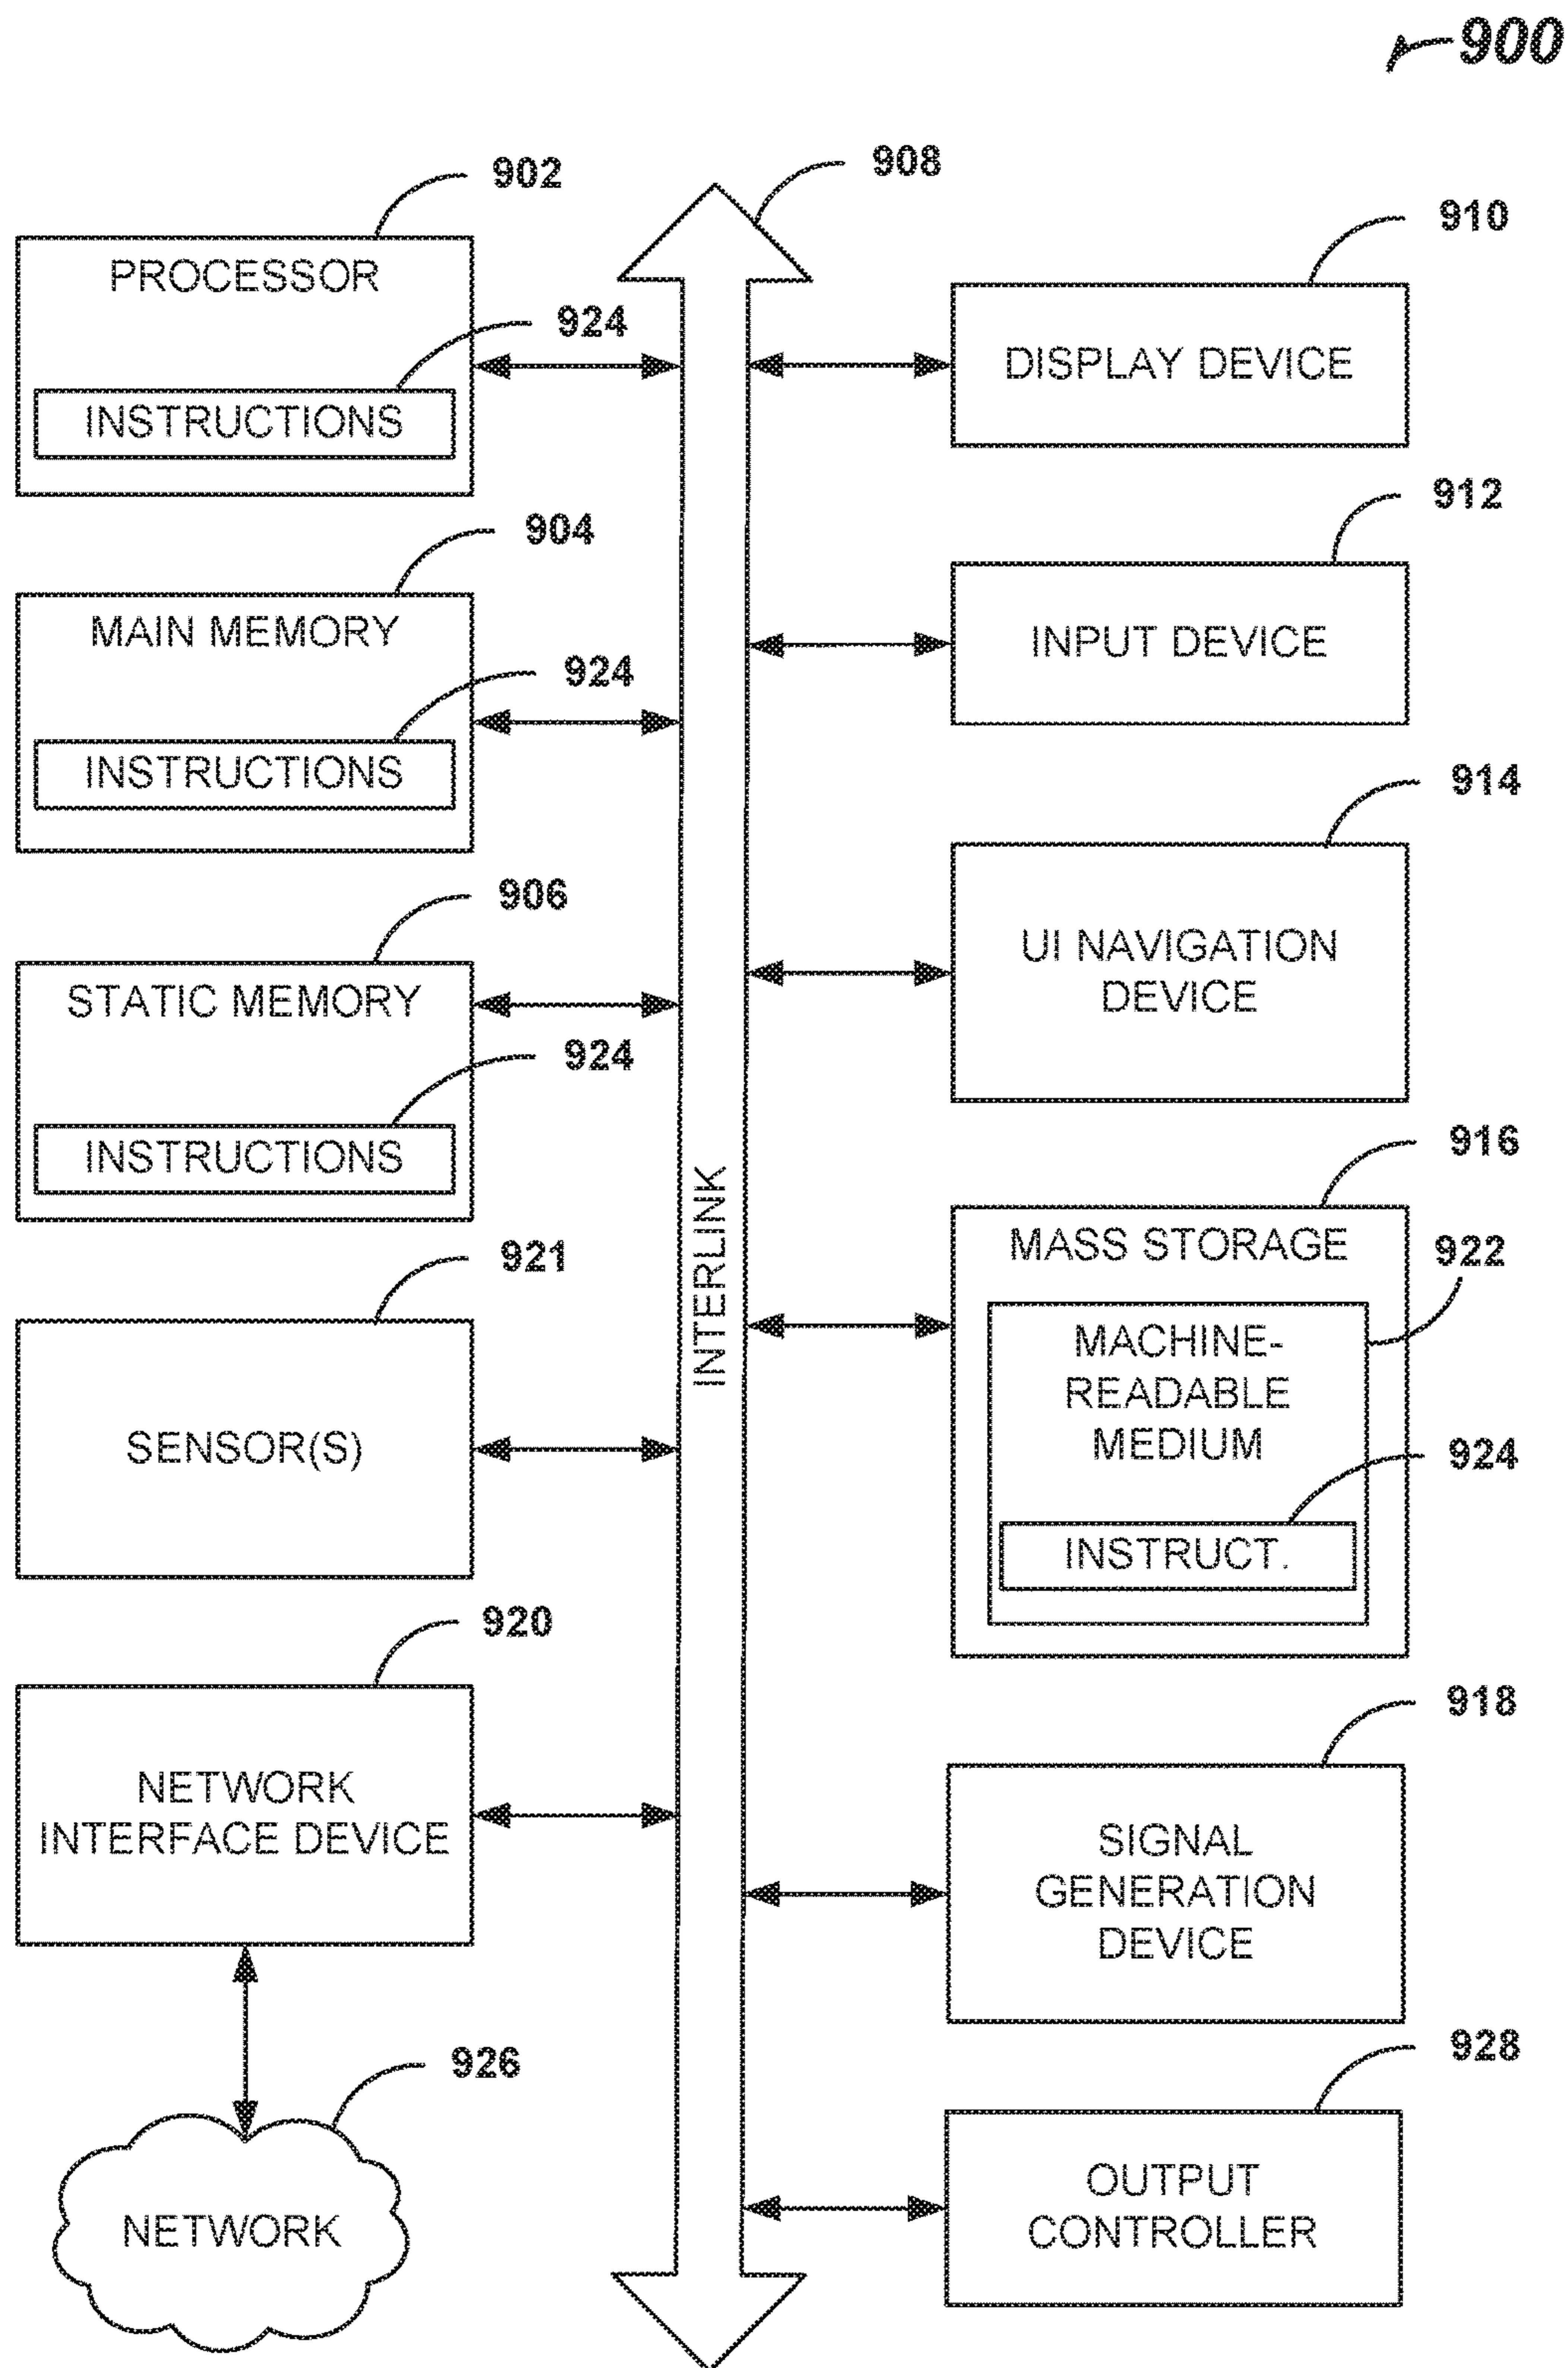 900
902
PROCESSOR
924
INSTRUCTIONS
904
MAIN MEMORY
924
INSTRUCTIONS
906
STATIC MEMORY
924
INSTRUCTIONS
921
SENSOR(S)
920
NETWORK
INTERFACE DEVICE
926
NETWORK
908
INTERLINK
910
DISPLAY DEVICE
912
INPUT DEVICE
914
UI NAVIGATION
DEVICE
916
MASS STORAGE
922
MACHINE-
READABLE
MEDIUM
924
INSTRUCT.
918
SIGNAL
GENERATION
DEVICE
928
OUTPUT
CONTROLLER